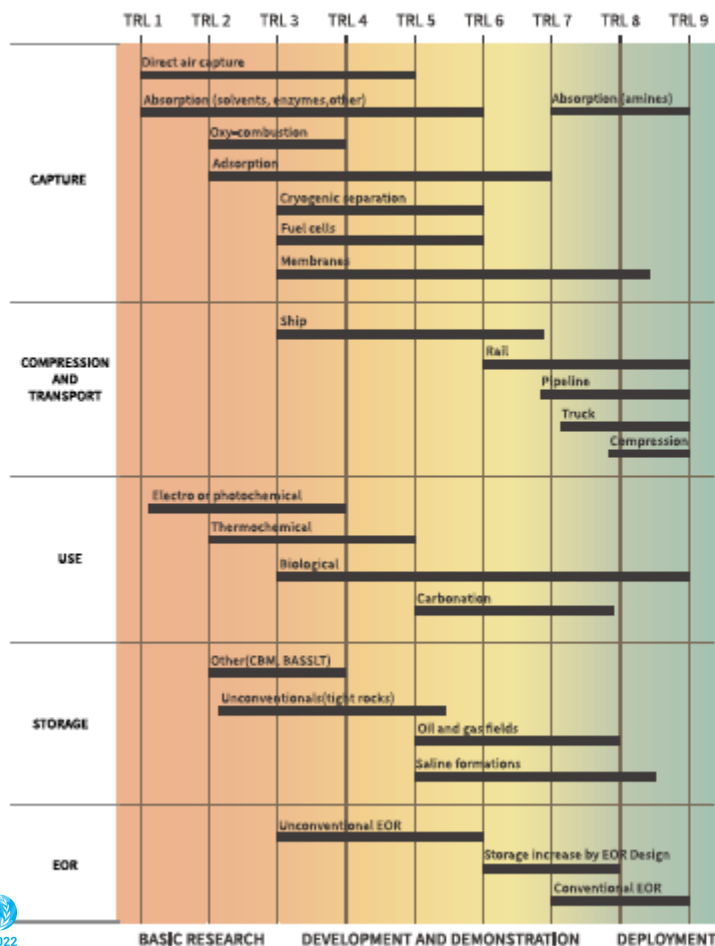 TRL 1 TRL 2 TRL 3 TRL 4 TRL 5 TRL 6 TRL 7 TRL 8 TRL 9
CAPTURE
Direct air capture
Absorption (solvents, enzymes,other)
Absorption (amines)
Oxy-combustion
Adsorption
Cryogenic separation
Fuel cells
Membranes
COMPRESSION
AND
TRANSPORT
Ship
Rail
Pipeline
Truck
Compression
USE
Electro or photochemical
Thermochemical
Biological
Carbonation
STORAGE
Other(CBM, BASSLT)
Unconventionals(tight rocks)
Oil and gas fields
Saline formations
EOR
Unconventional EOR
Storage increase by EOR Design
Conventional EOR
BASIC RESEARCH DEVELOPMENT AND DEMONSTRATION DEPLOYMENT
022